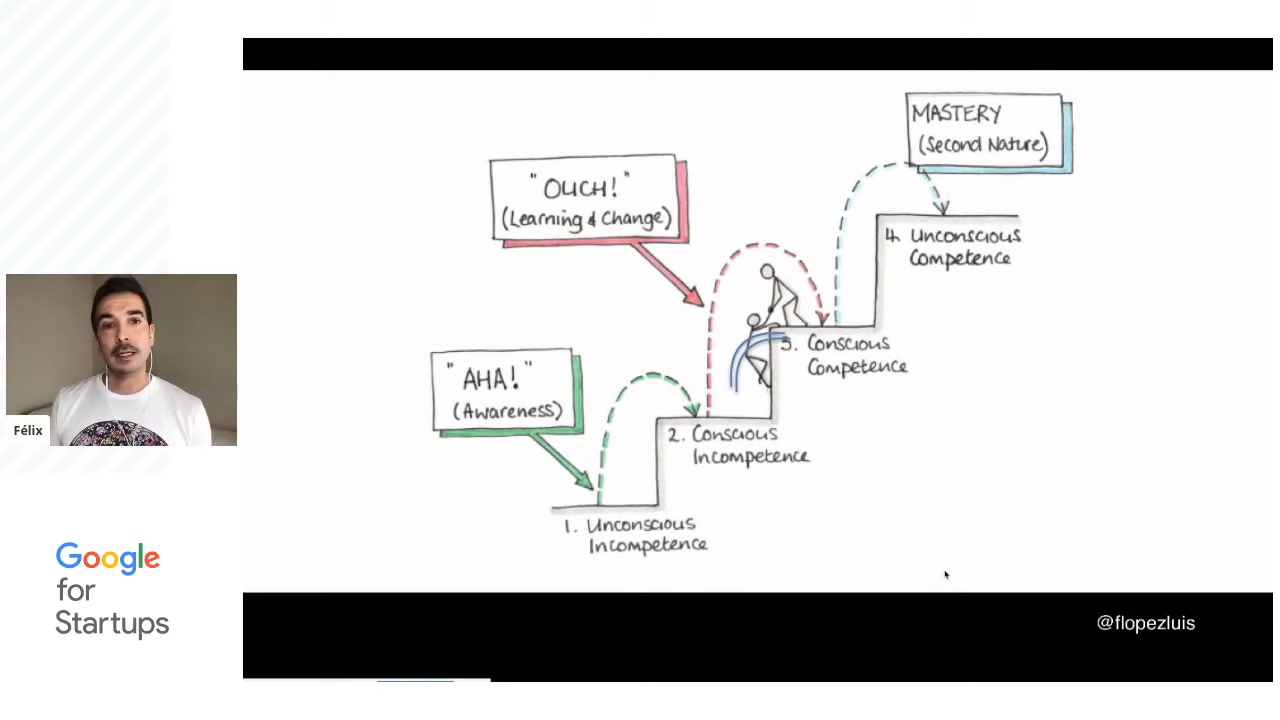 MASTERY
(Second Nature)
"OUCH!"
(Learning & Change)
4. Unconscious
Competence
3. Conscious
Competence
"AHA!"
(Awareness)
2. Conscious
Incompetence
1. Unconscious
Incompetence
Félix
Google
for
Startups
@flopezluis